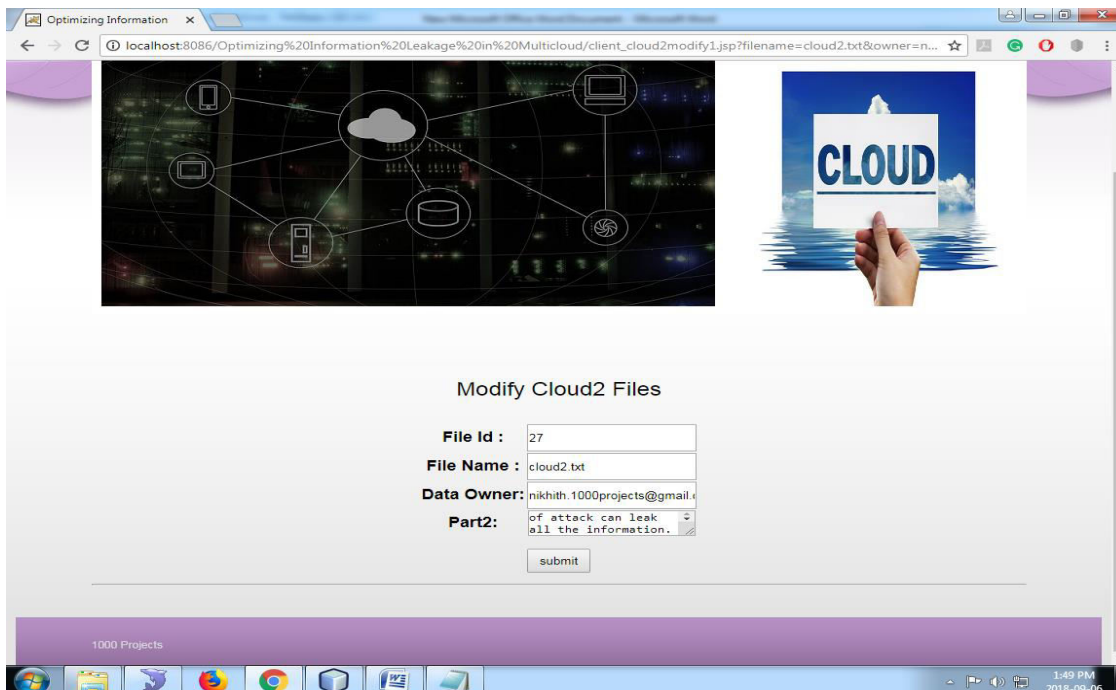 Optimizing Information
localhost:8086/Optimizing%20Information%20Leakage%20in%20Multicloud/client_cloud2modify1.jsp?filename=cloud2.txt&owner=n...
CLOUD
Modify Cloud2 Files
File Id : 27
File Name : cloud2.txt
Data Owner: nikhith.1000projects@gmail.c
Part2: of attack can leak
all the information.
submit
1000 Projects
1:49 PM
2018-09-06